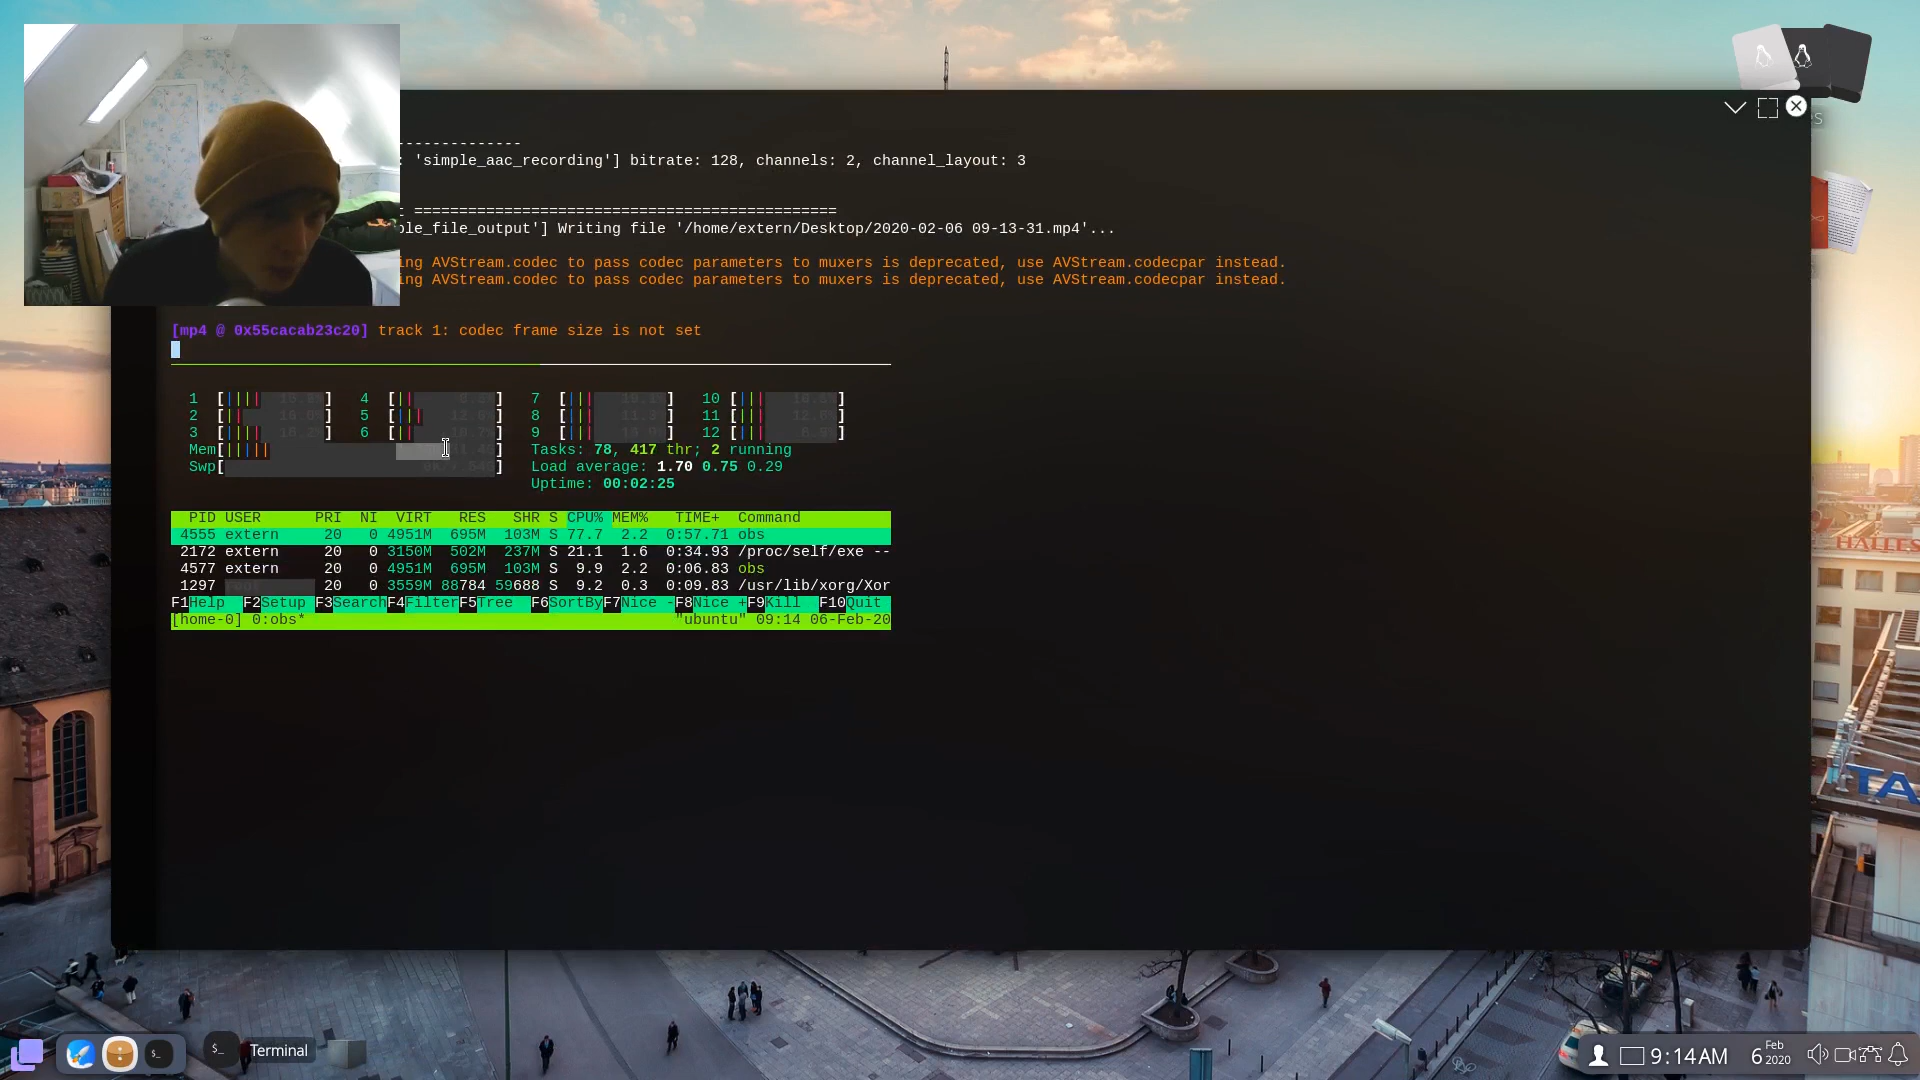 --------------
: 'simple_aac_recording'] bitrate: 128, channels: 2, channel_layout: 3
===============================================
ple_file_output'] Writing file '/home/extern/Desktop/2020-02-06 09-13-31.mp4'...
ing AVStream.codec to pass codec parameters to muxers is deprecated, use AVStream.codecpar instead.
ing AVStream.codec to pass codec parameters to muxers is deprecated, use AVStream.codecpar instead.
[mp4 @ 0x55cacab23c20] track 1: codec frame size is not set
1 [||||] 4 [||] 7 [|||] 10 [|||]
2 [||] 5 [|||] 8 [|||] 11 [|||]
3 [||||] 6 [||] 9 [|||] 12 [|||]
Mem[|||||] Tasks: 78, 417 thr; 2 running
Swp[] Load average: 1.70 0.75 0.29
Uptime: 00:02:25
PID USER PRI NI VIRT RES SHR S CPU% MEM% TIME+ Command
4555 extern 20 0 4951M 695M 103M S 77.7 2.2 0:57.71 obs
2172 extern 20 0 3150M 502M 237M S 21.1 1.6 0:34.93 /proc/self/exe --
4577 extern 20 0 4951M 695M 103M S 9.9 2.2 0:06.83 obs
1297 20 0 3559M 88784 59688 S 9.2 0.3 0:09.83 /usr/lib/xorg/Xor
F1Help F2Setup F3SearchF4FilterF5Tree F6SortByF7Nice -F8Nice +F9Kill F10Quit
[home-0] 0:obs* "ubuntu" 09:14 06-Feb-20
HALLES
TA
$_ $_ Terminal
9:14AM 6 Feb 2020